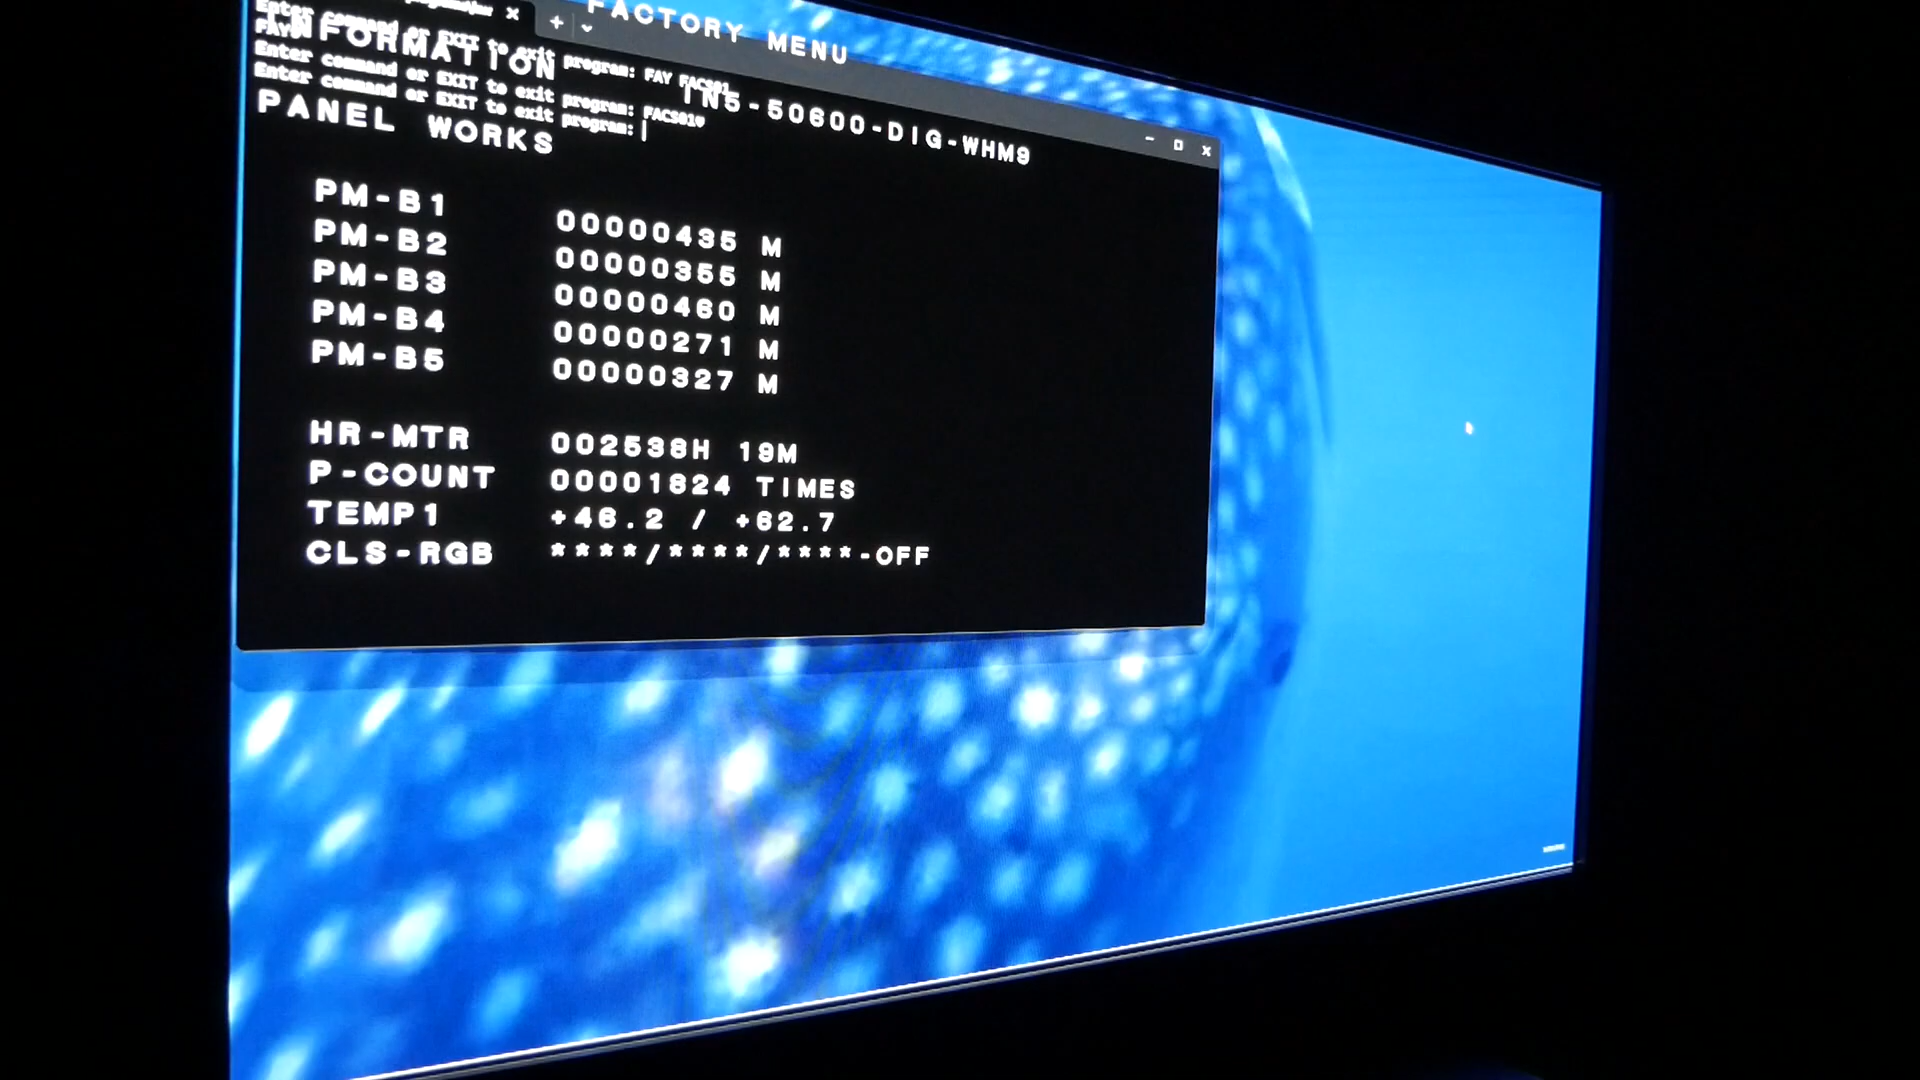 FACTORY MENU
INFORMATION
IN5-50600-DIG-WHM9
Enter command or EXIT to exit program: FAY FACS01
Enter command or EXIT to exit program: FACS01♥
Enter command or EXIT to exit program:
PANEL WORKS
PM-B1 00000435 M
PM-B2 00000355 M
PM-B3 00000460 M
PM-B4 00000271 M
PM-B5 00000327 M
HR-MTR 002538H 19M
P-COUNT 00001824 TIMES
TEMP1 +46.2 / +62.7
CLS-RGB ****/****/****-OFF